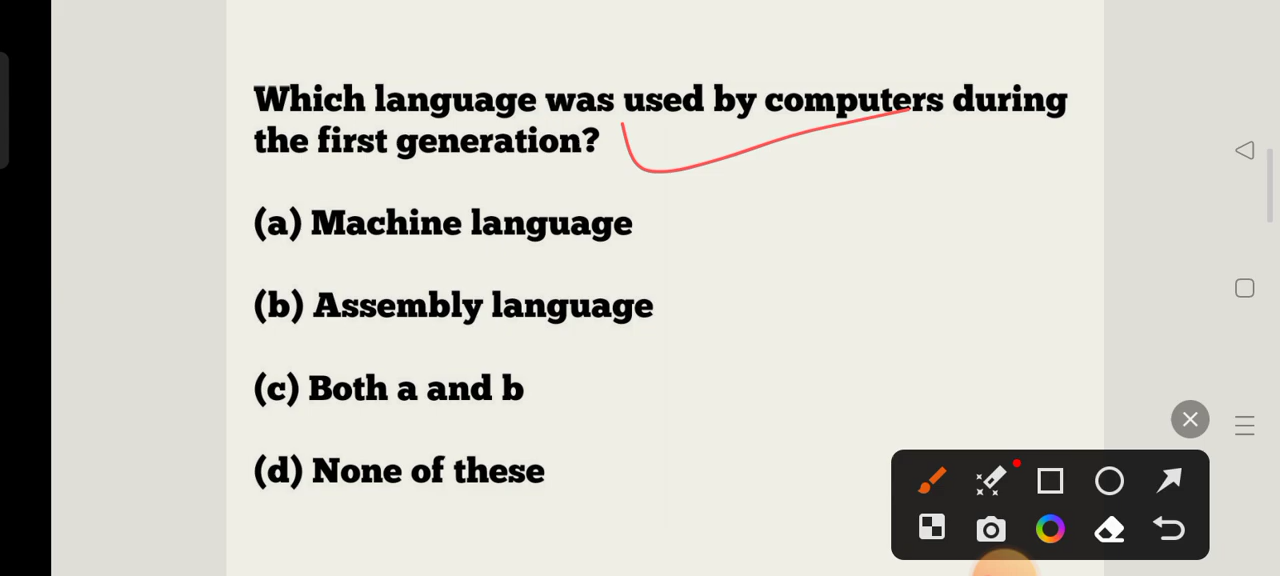 Which language was used by computers during
the first generation?
(a) Machine language
(b) Assembly language
(c) Both a and b
(d) None of these